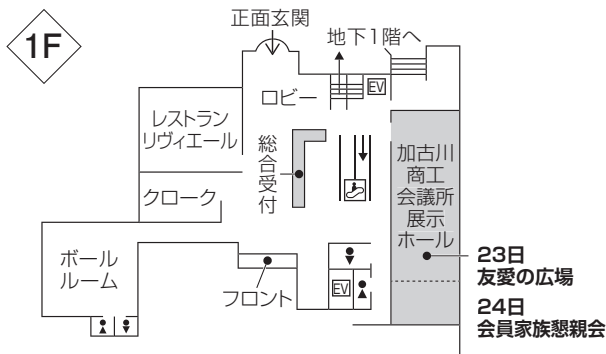 1F
正面玄関
地下1階へ
EV
ロビー
レストラン
リヴィエール
総合受付
加古川
商工
会議所
展示
ホール
クローク
ボール
ルーム
フロント
EV
23日
友愛の広場
24日
会員家族懇親会